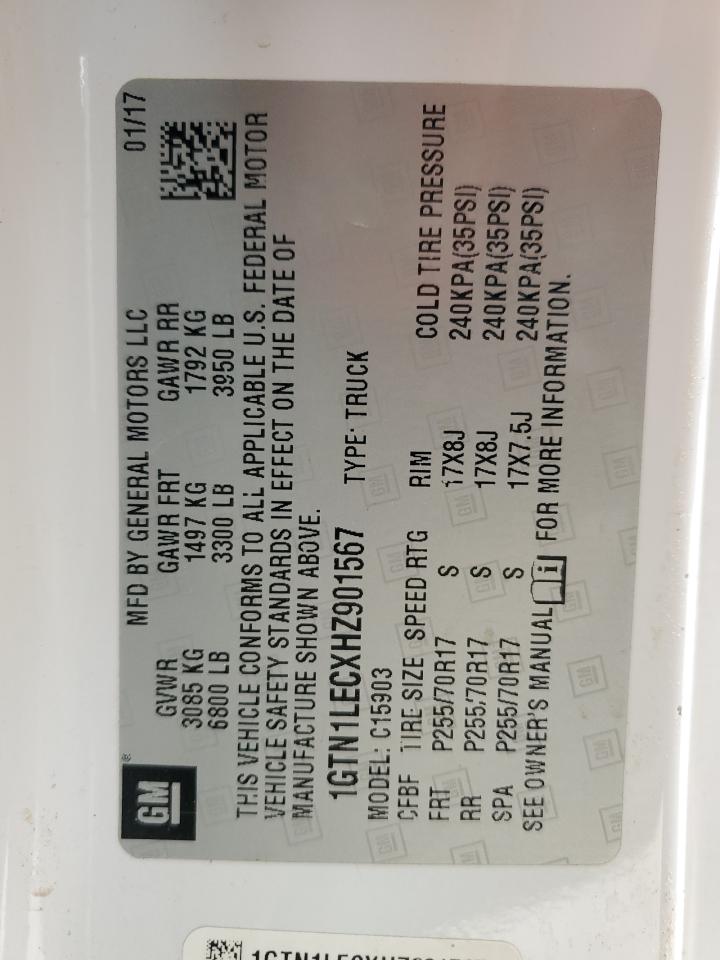 GM®
MFD BY GENERAL MOTORS LLC 01/17
GVWR GAWR FRT GAWR RR
3085 KG 1497 KG 1792 KG
6800 LB 3300 LB 3950 LB
THIS VEHICLE CONFORMS TO ALL APPLICABLE U.S. FEDERAL MOTOR
VEHICLE SAFETY STANDARDS IN EFFECT ON THE DATE OF
MANUFACTURE SHOWN ABOVE.
1GTN1LECXHZ901567 TYPE: TRUCK
MODEL: C15903
CFBF TIRE SIZE SPEED RTG RIM COLD TIRE PRESSURE
FRT P255/70R17 S 17X8J 240KPA(35PSI)
RR P255/70R17 S 17X8J 240KPA(35PSI)
SPA P255/70R17 S 17X7.5J 240KPA(35PSI)
SEE OWNER'S MANUAL i FOR MORE INFORMATION.